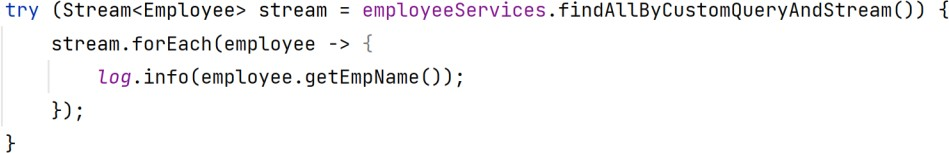 try (Stream<Employee> stream = employeeServices.findAllByCustomQueryAndStream()) {
    stream.forEach(employee -> {
        log.info(employee.getEmpName());
    });
}